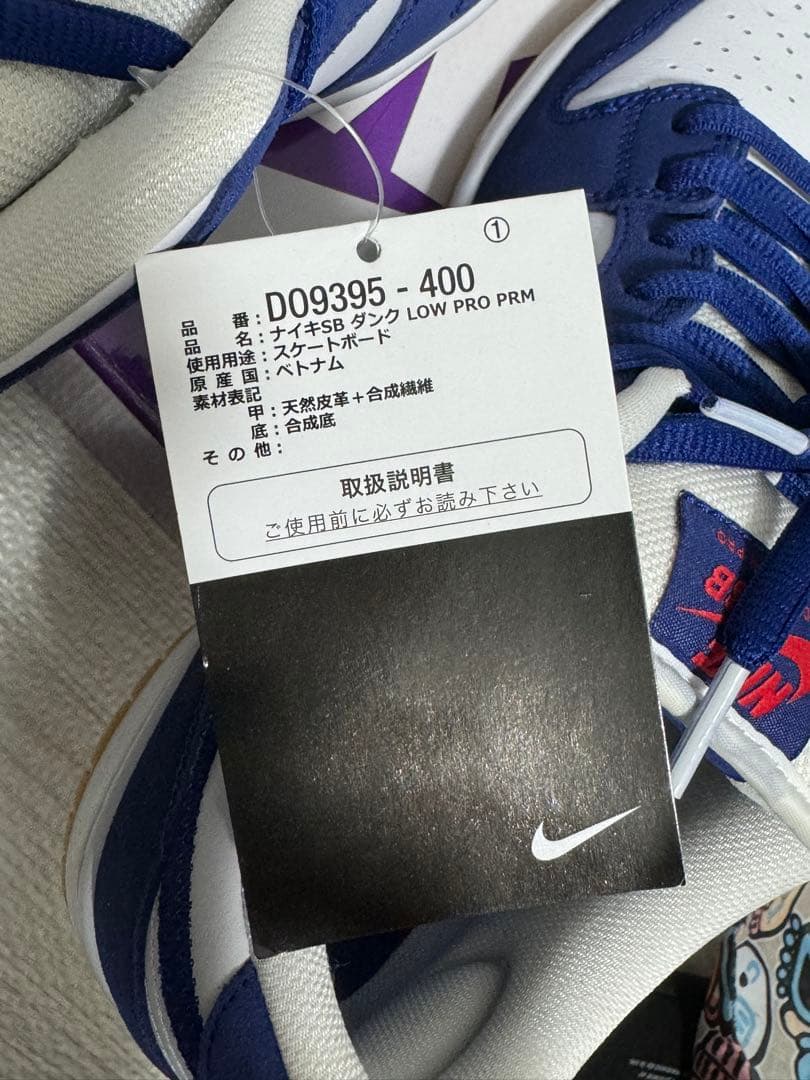 ①
品 番：DO9395 - 400
品 名：ナイキSB ダンク LOW PRO PRM
使用用途：スケートボード
原 産 国：ベトナム
素材表記
甲：天然皮革＋合成繊維
底：合成底
そ の 他：
取扱説明書
ご使用前に必ずお読み下さい